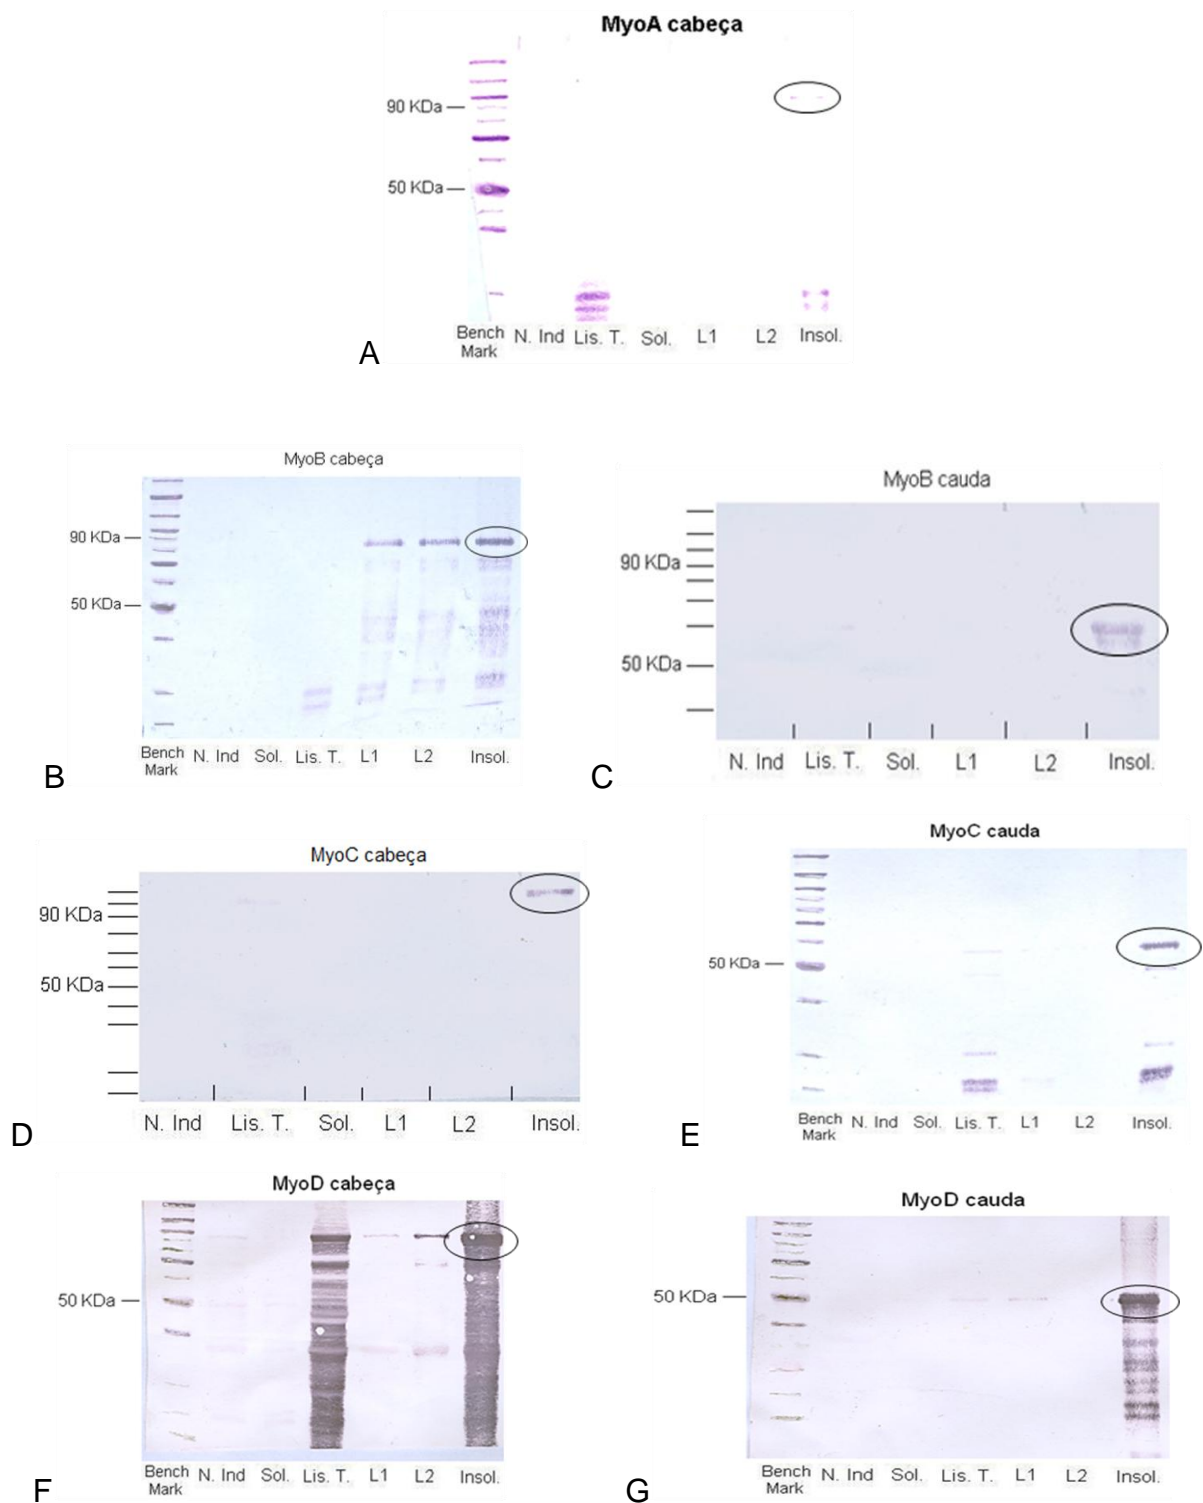 MyoA cabeça
90 KDa
50 KDa
Bench Mark N. Ind Lis. T. Sol. L1 L2 Insol.
A
MyoB cabeça
90 KDa
50 KDa
Bench Mark N. Ind Sol. Lis. T. L1 L2 Insol.
B
MyoB cauda
90 KDa
50 KDa
N. Ind Lis. T. Sol. L1 L2 Insol.
C
MyoC cabeça
90 KDa
50 KDa
N. Ind Lis. T. Sol. L1 L2 Insol.
D
MyoC cauda
50 KDa
Bench Mark N. Ind Sol. Lis. T. L1 L2 Insol.
E
MyoD cabeça
50 KDa
Bench Mark N. Ind Sol. Lis. T. L1 L2 Insol.
F
MyoD cauda
50 KDa
Bench Mark N. Ind Sol. Lis. T. L1 L2 Insol.
G